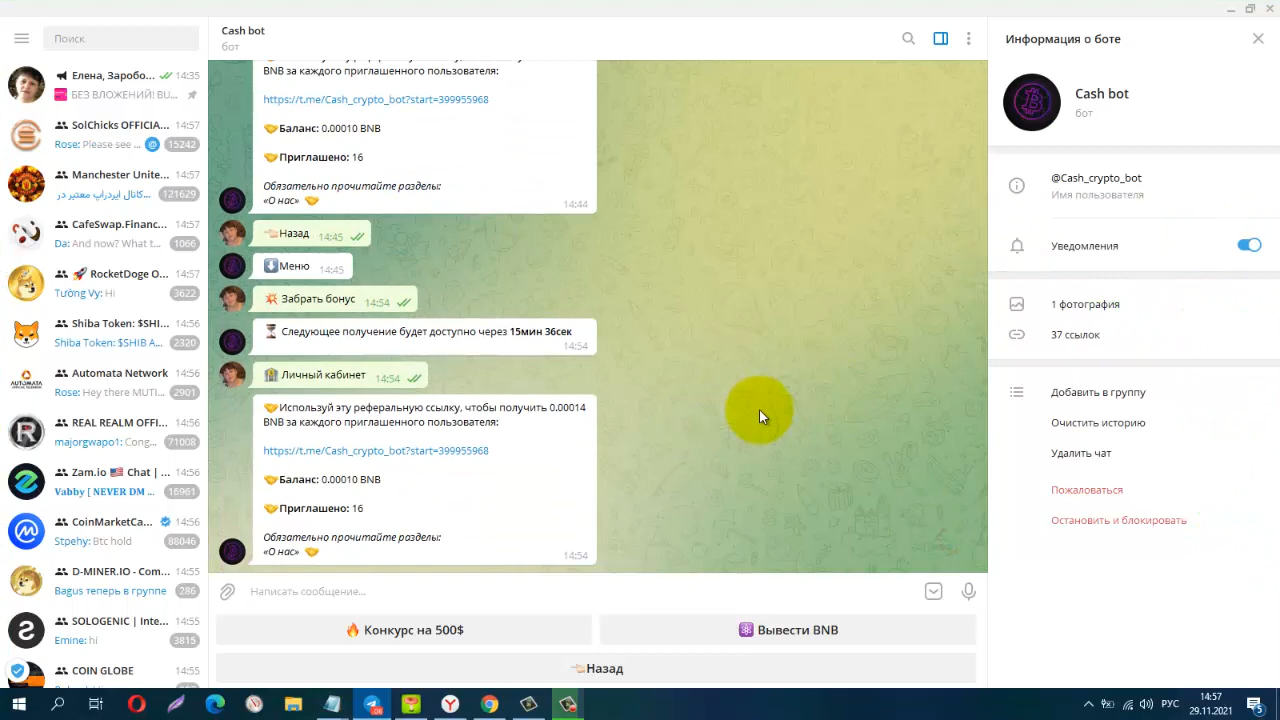 Поиск
Елена, Заробо... 14:35
БЕЗ ВЛОЖЕНИЙ! BU...
SolChicks OFFICIA... 14:57
Rose: Please see ... @ 15242
Manchester Unite... 14:57
کانال ایردراپ معتبر در... 121629
CafeSwap.Financ... 14:57
Da: And now? What t... 1066
🚀 RocketDoge O... 14:57
Tường Vy: Hi 3622
Shiba Token: $SHI... 14:56
Shiba Token: $SHIB A... 2320
Automata Network 14:56
Rose: Hey there MUTI... 2901
REAL REALM OFFI... 14:56
majorgwapo1: Cong... 71008
Zam.io 🇺🇸 Chat | ... 14:56
Vabby [ NEVER DM ... 16961
CoinMarketCa... 14:56
Stpehy: Btc hold 88046
D-MINER.IO - Com... 14:55
Bagus теперь в группе 286
SOLOGENIC | Inte... 14:55
Emine: hi 3815
COIN GLOBE 14:55
AUTOMATA
Cash bot
бот
BNB за каждого приглашенного пользователя:
https://t.me/Cash_crypto_bot?start=399955968
🤝Баланс: 0.00010 BNB
🤝Приглашено: 16
Обязательно прочитайте разделы:
«О нас» 🤝
14:44
👈Назад 14:45
⬇️Меню 14:45
💥 Забрать бонус 14:54
⏳ Следующее получение будет доступно через 15мин 36сек
14:54
🏦 Личный кабинет 14:54
🤝Используй эту реферальную ссылку, чтобы получить 0.00014
BNB за каждого приглашенного пользователя:
https://t.me/Cash_crypto_bot?start=399955968
🤝Баланс: 0.00010 BNB
🤝Приглашено: 16
Обязательно прочитайте разделы:
«О нас» 🤝
14:54
Написать сообщение...
🔥 Конкурс на 500$
⚛️ Вывести BNB
👈Назад
Информация о боте
Cash bot
бот
@Cash_crypto_bot
Имя пользователя
Уведомления
1 фотография
37 ссылок
Добавить в группу
Очистить историю
Удалить чат
Пожаловаться
Остановить и блокировать
РУС
14:57
29.11.2021
5